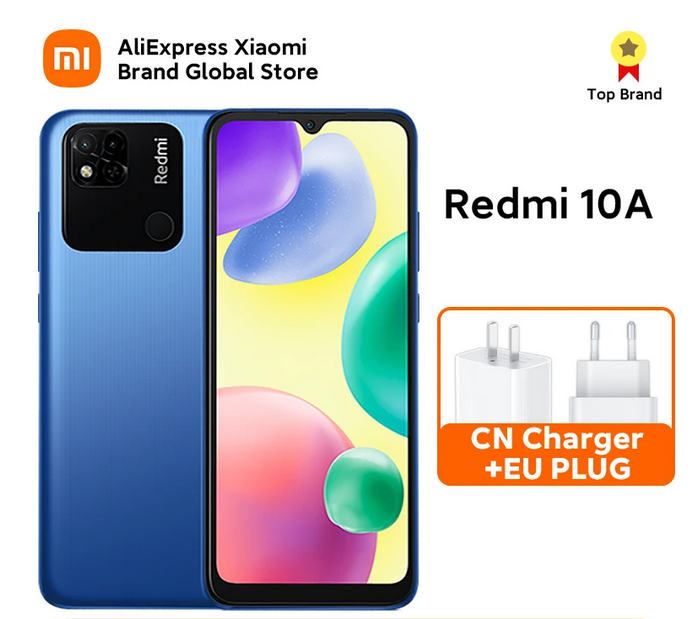 mi
AliExpress Xiaomi
Brand Global Store
Top Brand
Redmi
Redmi 10A
CN Charger
+EU PLUG